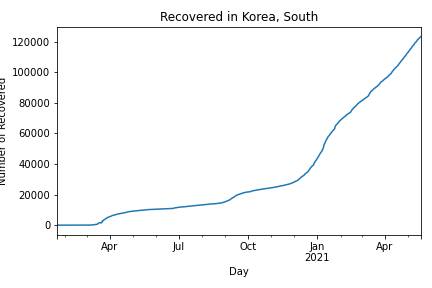 Recovered in Korea, South
Number of Recovered
120000
100000
80000
60000
40000
20000
0
Apr Jul Oct Jan Apr
2021
Day